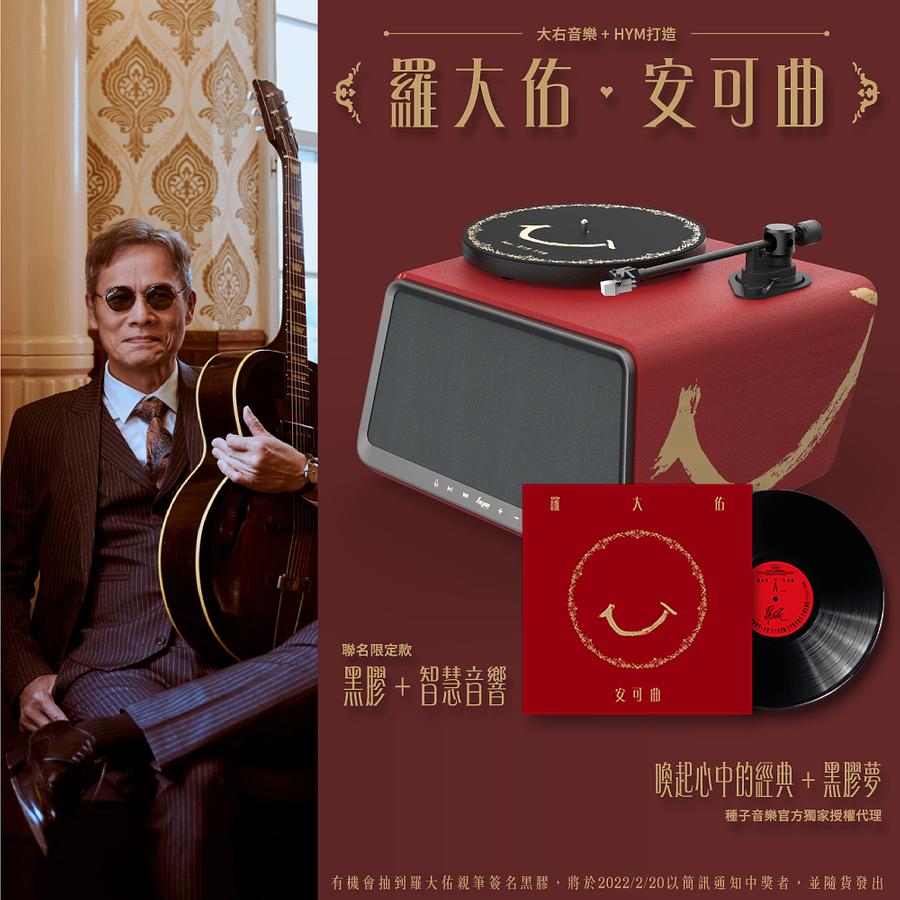 大右音樂 + HYM打造
羅大佑・安可曲
hym
羅 大 佑
安可曲
聯名限定款
黑膠 + 智慧音響
喚起心中的經典 + 黑膠夢
種子音樂官方獨家授權代理
有機會抽到羅大佑親筆簽名黑膠，將於2022/2/20以簡訊通知中獎者，並隨貨發出